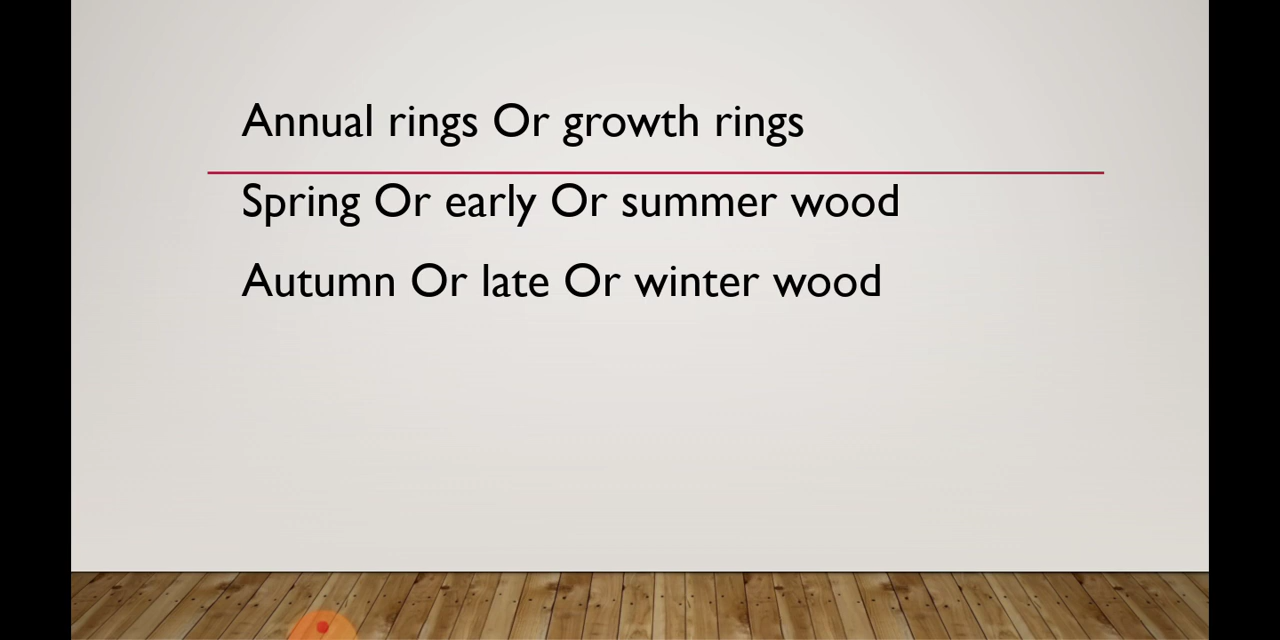 Annual rings Or growth rings
Spring Or early Or summer wood
Autumn Or late Or winter wood